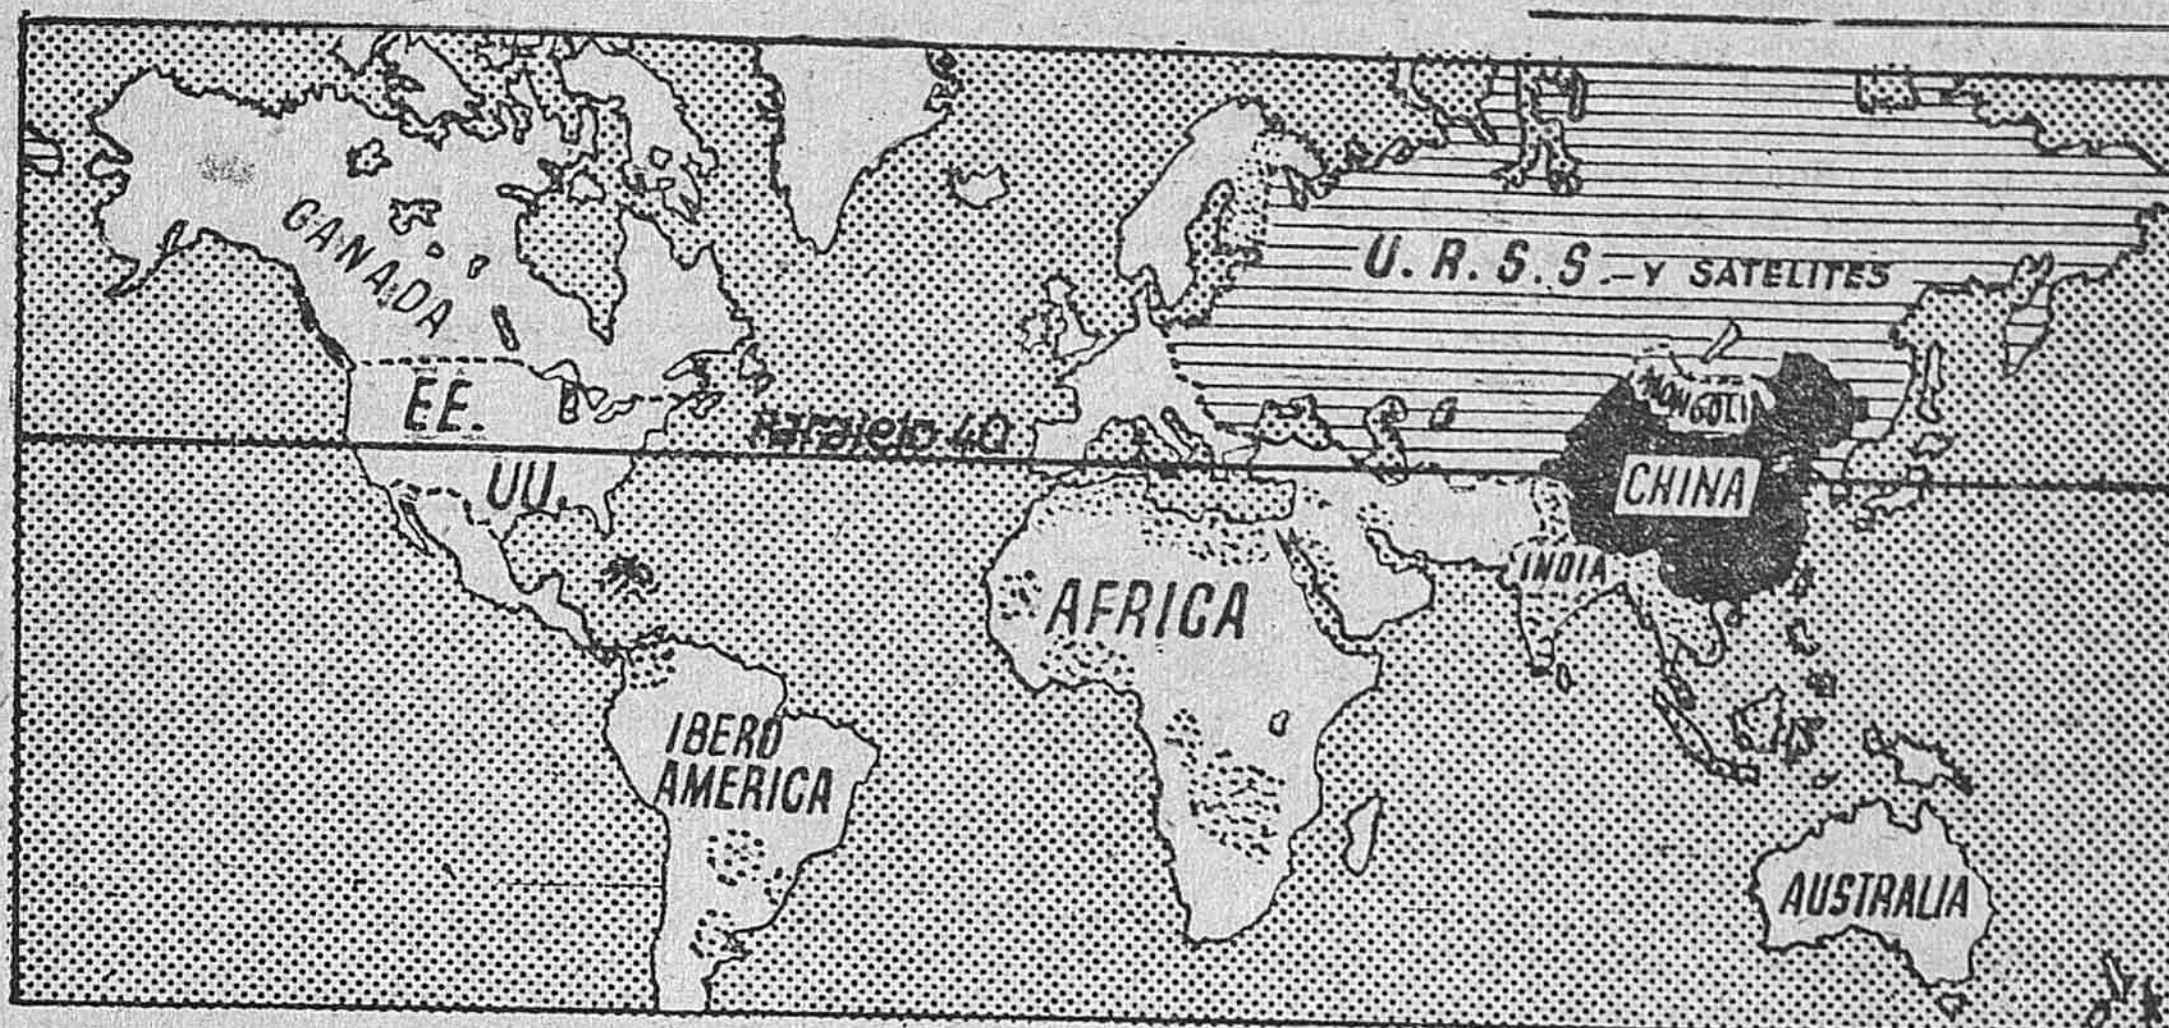 CANADA
U. R. S. S. Y SATELITES
EE.
UU.
Paralelo 40
MONGOLIA
CHINA
INDIA
AFRICA
IBERO
AMERICA
AUSTRALIA